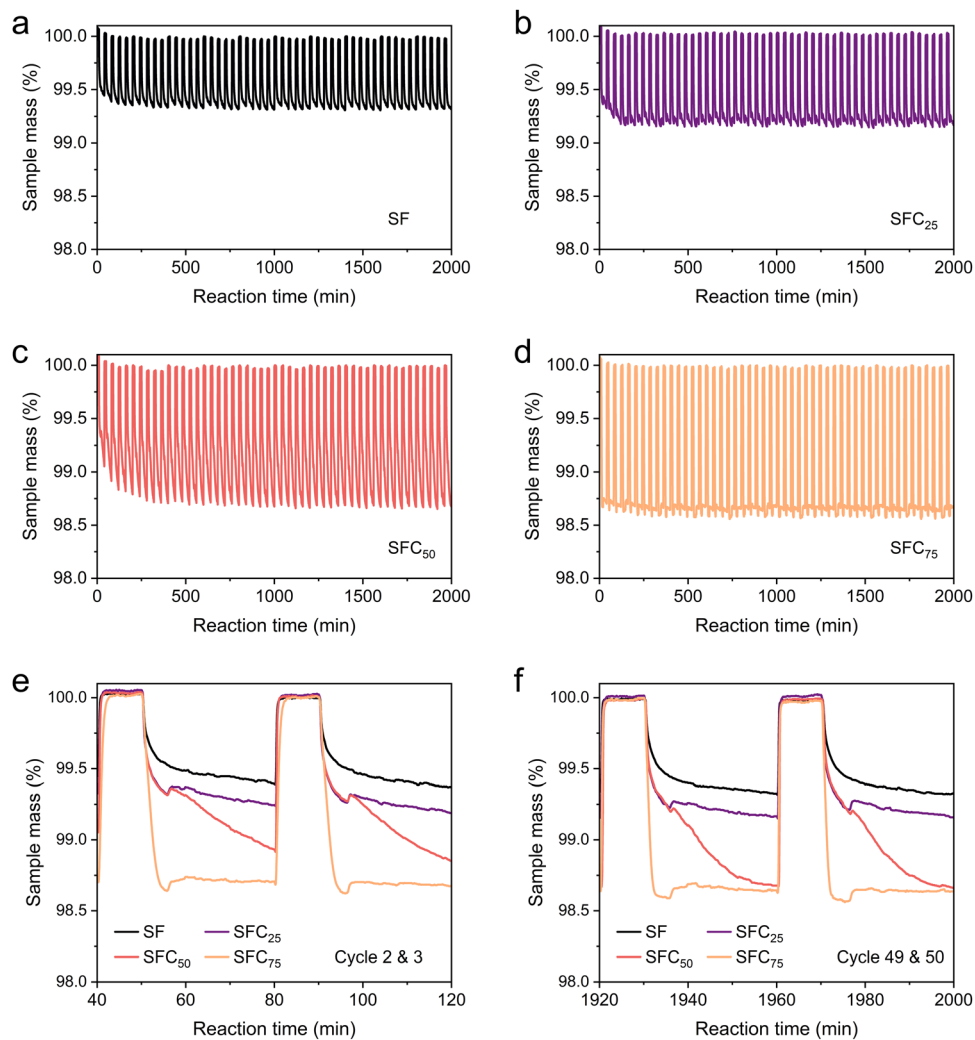 a
100.0
99.5
99.0
98.5
98.0
Sample mass (%)
SF
0 500 1000 1500 2000
Reaction time (min)
b
100.0
99.5
99.0
98.5
98.0
Sample mass (%)
SFC25
0 500 1000 1500 2000
Reaction time (min)
c
100.0
99.5
99.0
98.5
98.0
Sample mass (%)
SFC50
0 500 1000 1500 2000
Reaction time (min)
d
100.0
99.5
99.0
98.5
98.0
Sample mass (%)
SFC75
0 500 1000 1500 2000
Reaction time (min)
e
100.0
99.5
99.0
98.5
98.0
Sample mass (%)
SF SFC25
SFC50 SFC75
Cycle 2 & 3
40 60 80 100 120
Reaction time (min)
f
100.0
99.5
99.0
98.5
98.0
Sample mass (%)
SF SFC25
SFC50 SFC75
Cycle 49 & 50
1920 1940 1960 1980 2000
Reaction time (min)